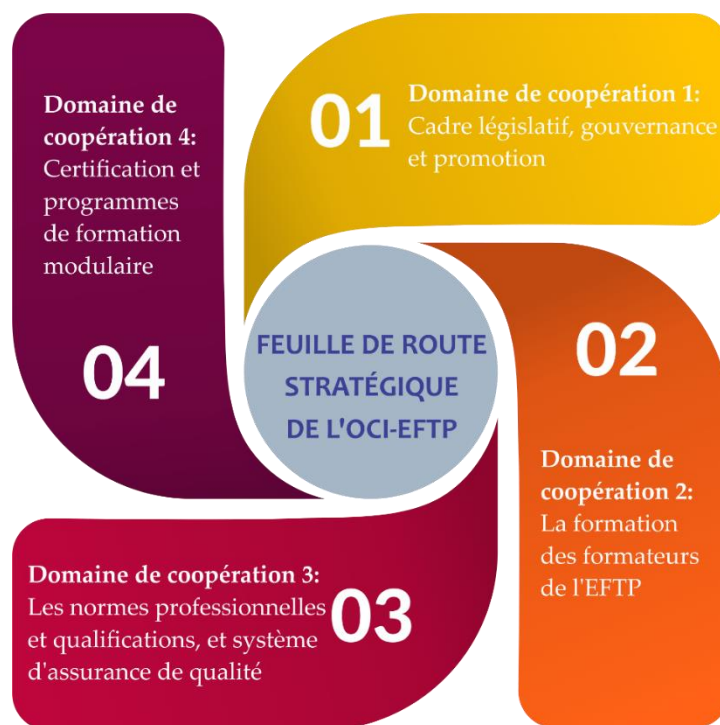 FEUILLE DE ROUTE
STRATÉGIQUE
DE L'OCI-EFTP
01
Domaine de coopération 1:
Cadre législatif, gouvernance
et promotion
02
Domaine de
coopération 2:
La formation
des formateurs
de l'EFTP
Domaine de coopération 3:
Les normes professionnelles
et qualifications, et système
d'assurance de qualité
03
Domaine de
coopération 4:
Certification et
programmes
de formation
modulaire
04